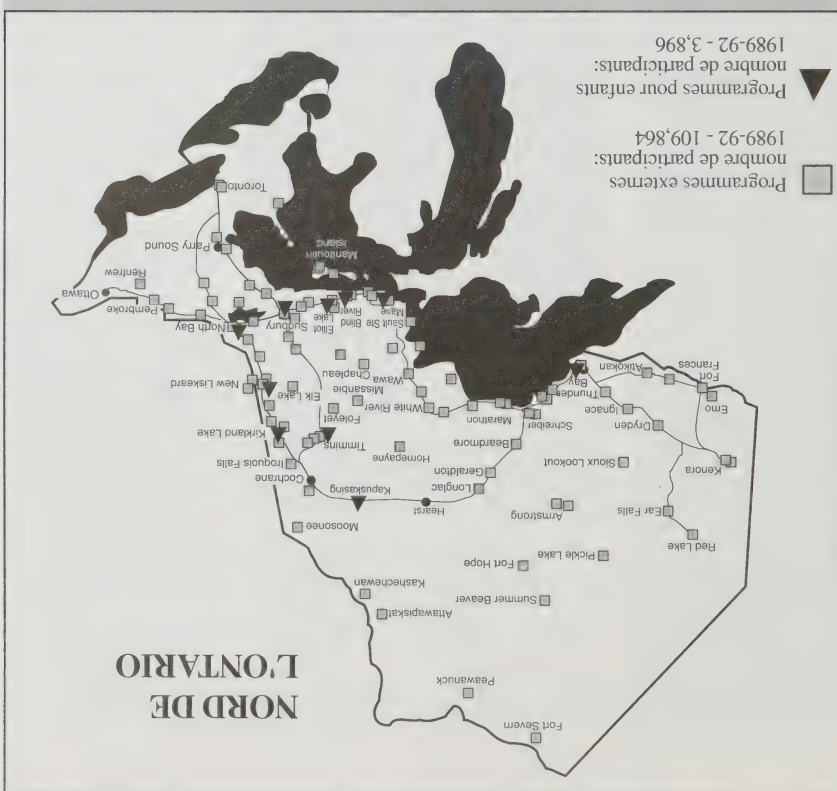 NORD DE
L'ONTARIO
Fort Severn
Peawanuck
Attawapiskat
Summer Beaver
Kashechewan
Fort Hope
Pickle Lake
Red Lake
Moosonee
Ear Falls
Armstrong
Hearst
Kapuskasing
Longlac
Cochrane
Geraldton
Kenora
Sioux Lookout
Iroquois Falls
Homepayne
Timmins
Beardmore
Kirkland Lake
Dryden
Schreiber
Marathon
Foleyet
White River
Ignace
Emo
Missanbie
Elk Lake
New Liskeard
Fort
Frances
Atikokan
Thunder
Bay
Wawa
Chapleau
North Bay
Sudbury
Elliot
Lake
Blind
River
Sault Ste
Marie
Pembroke
Ottawa
Renfrew
Manitoulin
Island
Parry Sound
Toronto
Programmes externes
nombre de participants:
1989-92 - 109,864
Programmes pour enfants
nombre de participants:
1989-92 - 3,896